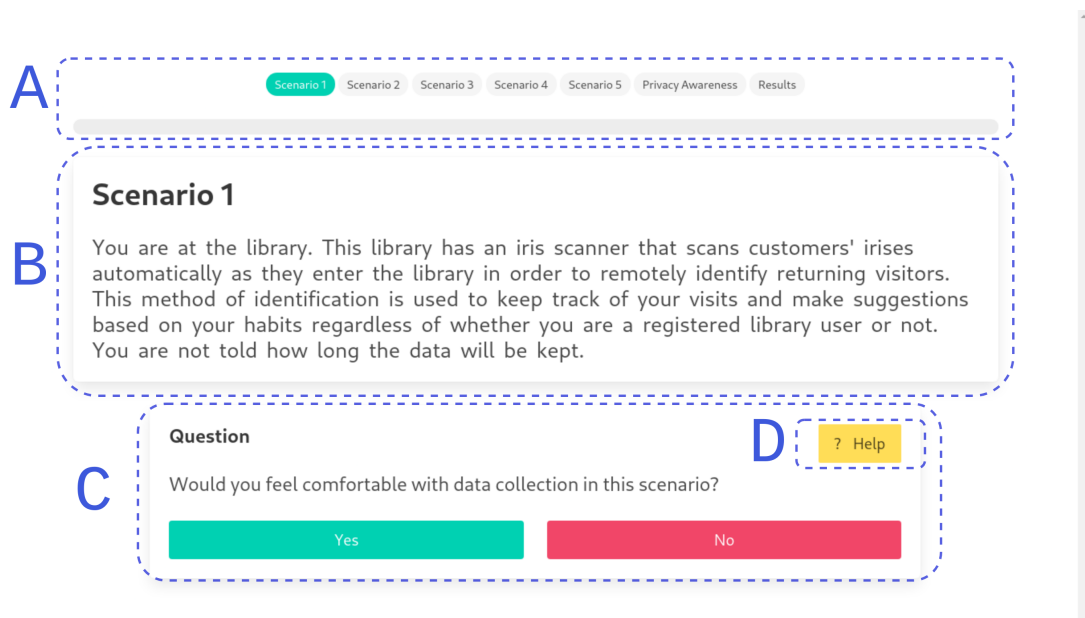 A
Scenario 1 Scenario 2 Scenario 3 Scenario 4 Scenario 5 Privacy Awareness Results
B
Scenario 1
You are at the library. This library has an iris scanner that scans customers' irises
automatically as they enter the library in order to remotely identify returning visitors.
This method of identification is used to keep track of your visits and make suggestions
based on your habits regardless of whether you are a registered library user or not.
You are not told how long the data will be kept.
C
Question
D
? Help
Would you feel comfortable with data collection in this scenario?
Yes No